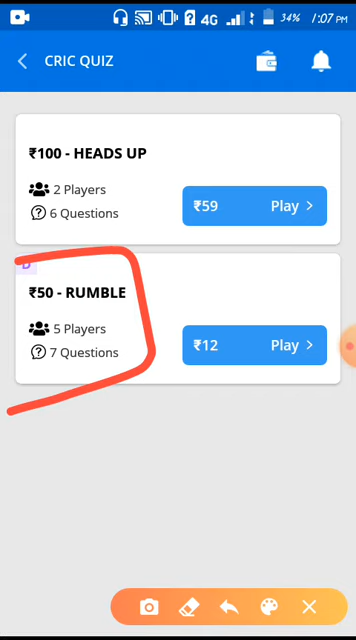 4G 34% 1:07 PM
CRIC QUIZ
₹100 - HEADS UP
2 Players
6 Questions
₹59 Play
D
₹50 - RUMBLE
5 Players
7 Questions
₹12 Play